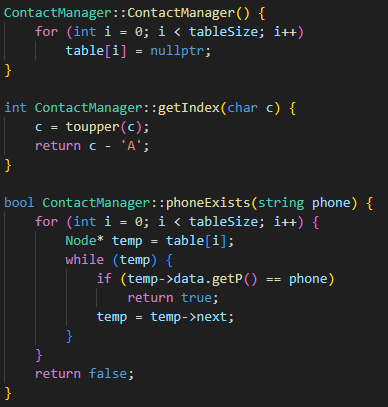 ContactManager::ContactManager() {
    for (int i = 0; i < tableSize; i++)
        table[i] = nullptr;
}

int ContactManager::getIndex(char c) {
    c = toupper(c);
    return c - 'A';
}

bool ContactManager::phoneExists(string phone) {
    for (int i = 0; i < tableSize; i++) {
        Node* temp = table[i];
        while (temp) {
            if (temp->data.getP() == phone)
                return true;
            temp = temp->next;
        }
    }
    return false;
}